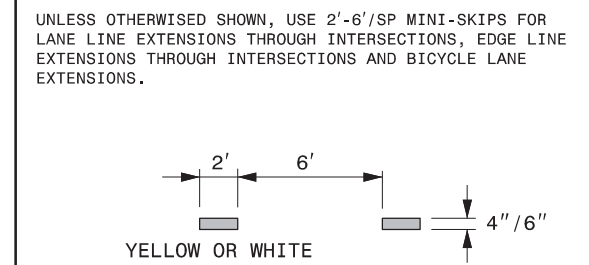 UNLESS OTHERWISED SHOWN, USE 2'-6'/SP MINI-SKIPS FOR
LANE LINE EXTENSIONS THROUGH INTERSECTIONS, EDGE LINE
EXTENSIONS THROUGH INTERSECTIONS AND BICYCLE LANE
EXTENSIONS.
2' 6'
4"/6"
YELLOW OR WHITE